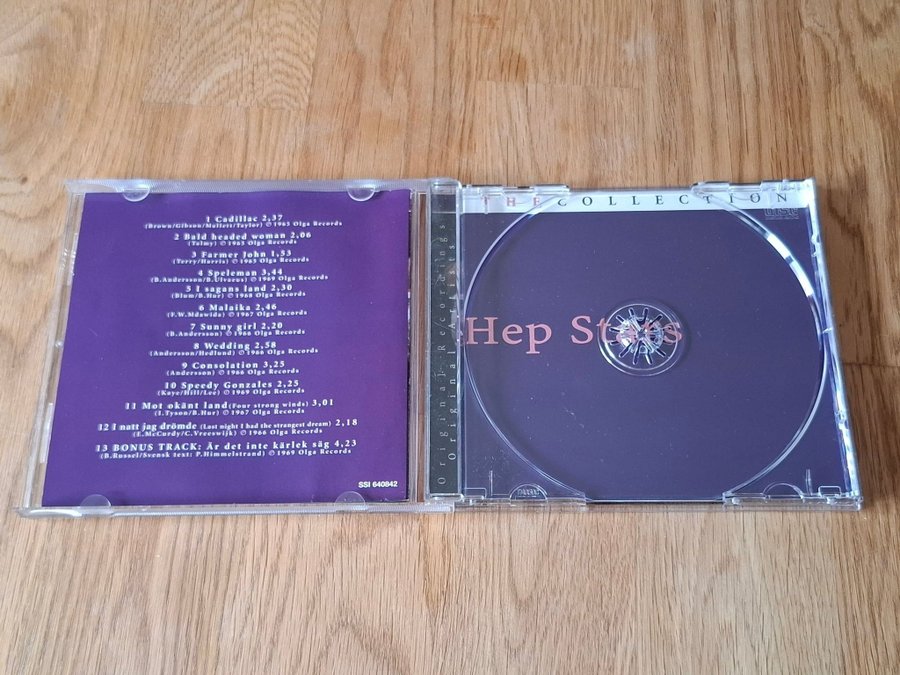 1 Cadillac 2,37
(Brown/Gibson/Mallett/Taylor) ℗ 1965 Olga Records
2 Bald headed woman 2,06
(Talmy) ℗ 1965 Olga Records
3 Farmer John 1,53
(Terry/Harris) ℗ 1965 Olga Records
4 Speleman 3,44
(B.Andersson/B.Ulvaeus) ℗ 1969 Olga Records
5 I sagans land 2,30
(Blum/B.Hur) ℗ 1968 Olga Records
6 Malaika 2,46
(F.W.Mdawida) ℗ 1967 Olga Records
7 Sunny girl 2,20
(B.Andersson) ℗ 1966 Olga Records
8 Wedding 2,58
(Andersson/Hedlund) ℗ 1966 Olga Records
9 Consolation 3,25
(Andersson) ℗ 1966 Olga Records
10 Speedy Gonzales 2,25
(Kaye/Hill/Lee) ℗ 1969 Olga Records
11 Mot okänt land (Four strong winds) 3,01
(I.Tyson/B.Hur) ℗ 1967 Olga Records
12 I natt jag drömde (Last night I had the strangest dream) 2,18
(E.McCurdy/C.Vreeswijk) ℗ 1966 Olga Records
13 BONUS TRACK: Är det inte kärlek säg 4,23
(B.Russel/Svensk text: P.Himmelstrand) ℗ 1969 Olga Records
SSI 640842
Original Recordings
Original Artists
THE COLLECTION
disc
Hep Stars